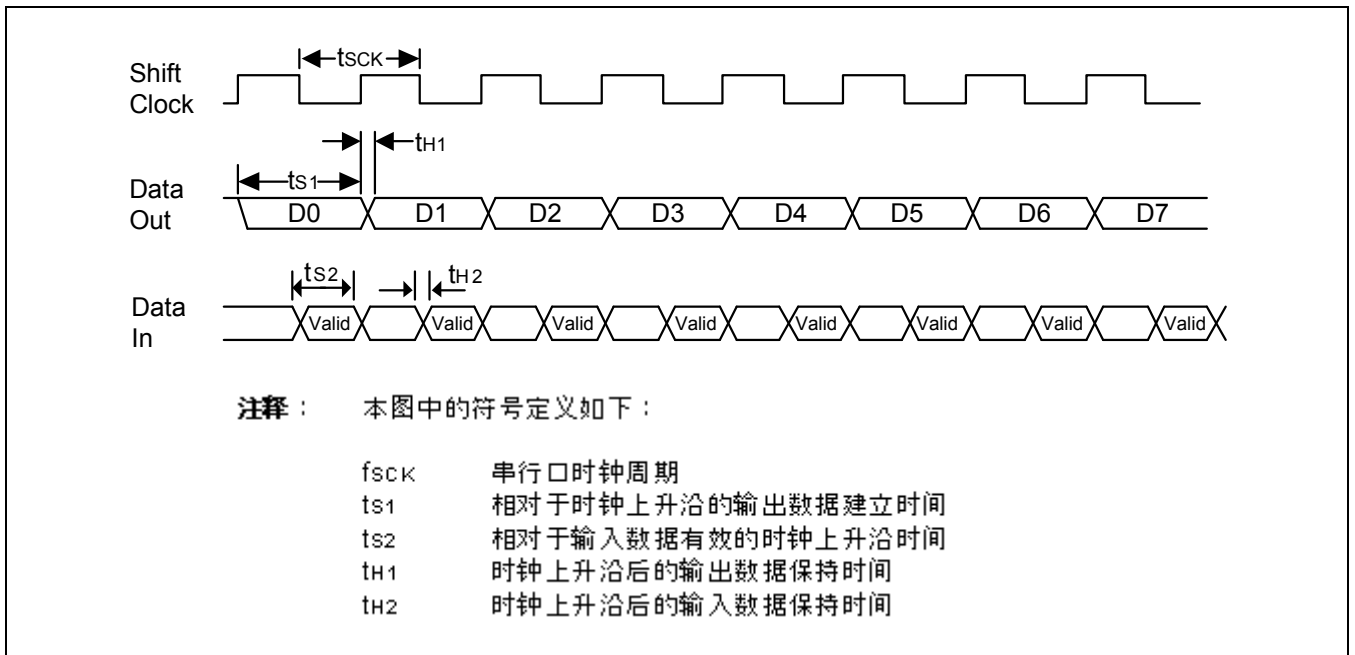 tSCK
Shift
Clock
tH1
tS1
Data
Out
D0 D1 D2 D3 D4 D5 D6 D7
tS2 tH2
Data
In
Valid Valid Valid Valid Valid Valid Valid Valid
注释： 本图中的符号定义如下：
fSCK 串行口时钟周期
tS1 相对于时钟上升沿的输出数据建立时间
tS2 相对于输入数据有效的时钟上升沿时间
tH1 时钟上升沿后的输出数据保持时间
tH2 时钟上升沿后的输入数据保持时间